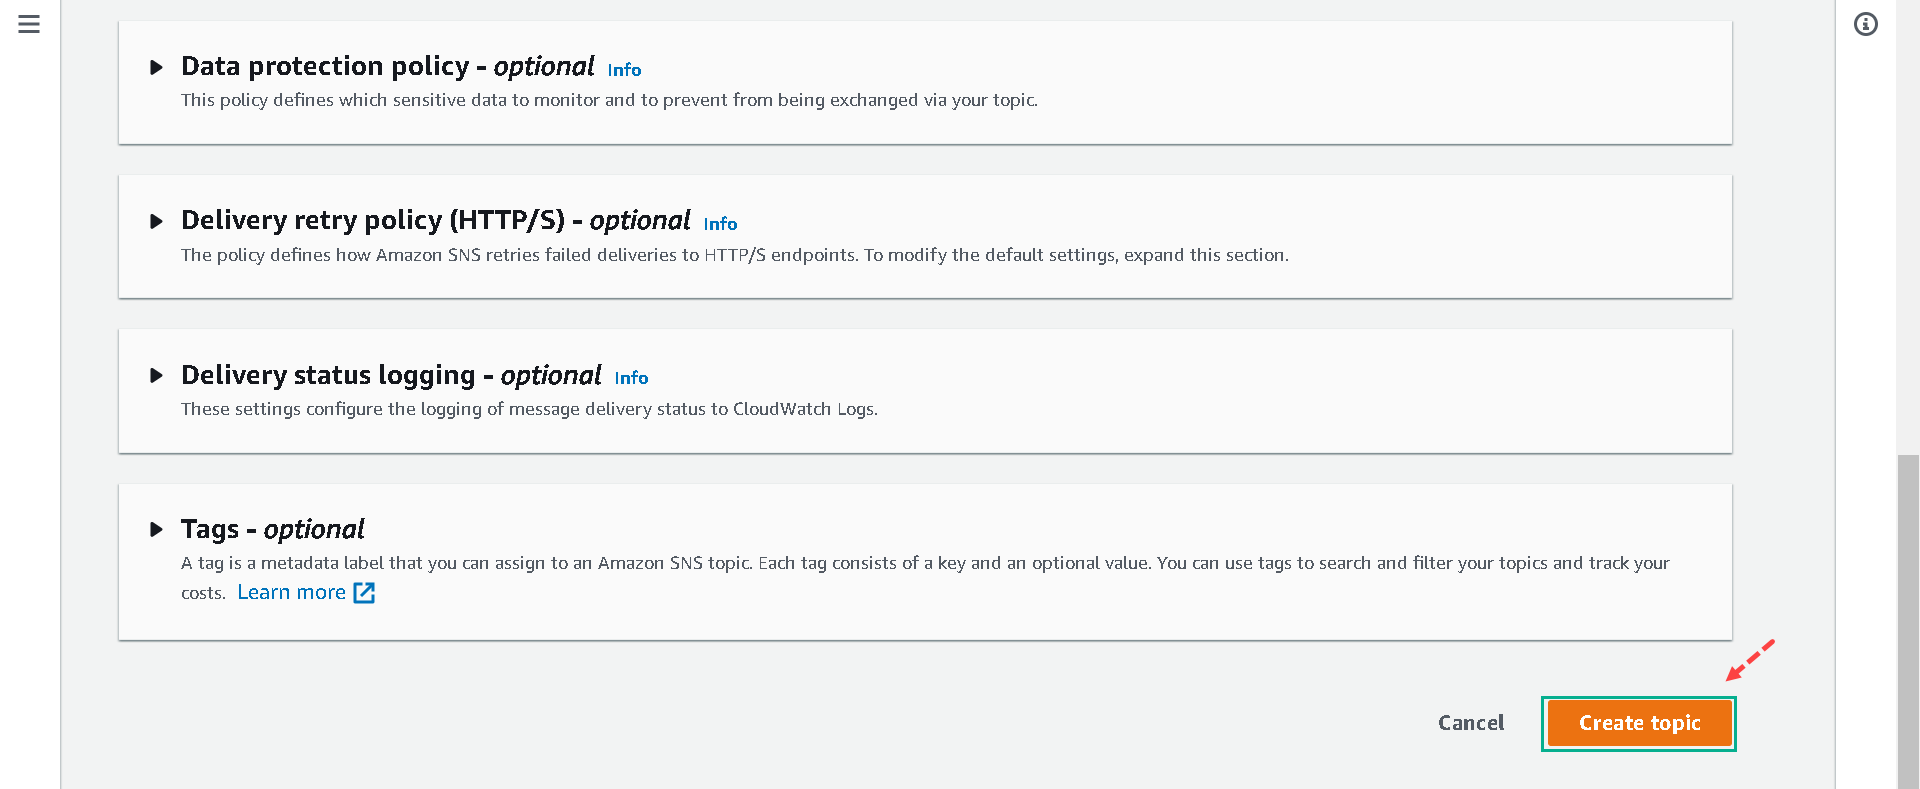 Data protection policy - optional Info
This policy defines which sensitive data to monitor and to prevent from being exchanged via your topic.
Delivery retry policy (HTTP/S) - optional Info
The policy defines how Amazon SNS retries failed deliveries to HTTP/S endpoints. To modify the default settings, expand this section.
Delivery status logging - optional Info
These settings configure the logging of message delivery status to CloudWatch Logs.
Tags - optional
A tag is a metadata label that you can assign to an Amazon SNS topic. Each tag consists of a key and an optional value. You can use tags to search and filter your topics and track your
costs. Learn more
Cancel Create topic